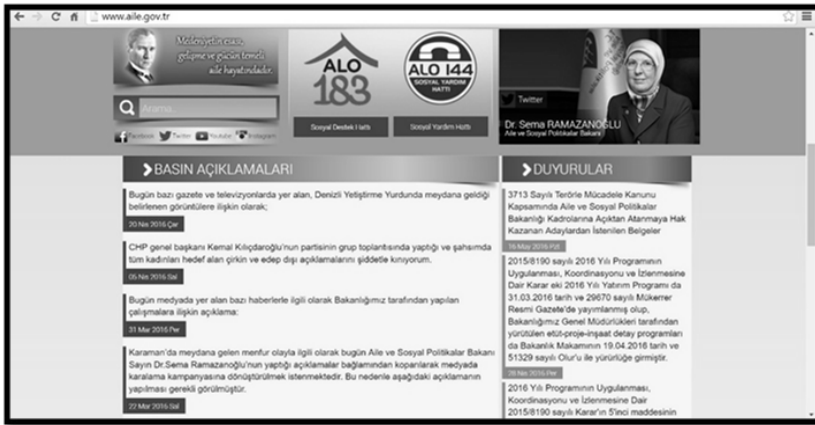 www.aile.gov.tr
Medeniyetin esası,
gelişme ve gücün temeli
aile hayatındadır.
Arama...
Facebook Twitter Youtube Instagram
ALO
183
Sosyal Destek Hattı
ALO 144
SOSYAL YARDIM
HATTI
Sosyal Yardım Hattı
Twitter
Dr. Sema RAMAZANOĞLU
Aile ve Sosyal Politikalar Bakanı
BASIN AÇIKLAMALARI
Bugün bazı gazete ve televizyonlarda yer alan, Denizli Yetiştirme Yurdunda meydana geldiği
belirlenen görüntülere ilişkin olarak;
20 Nis 2016 Çar
CHP genel başkanı Kemal Kılıçdaroğlu'nun partisinin grup toplantısında yaptığı ve şahsımda
tüm kadınları hedef alan çirkin ve edep dışı açıklamalarını şiddetle kınıyorum.
05 Nis 2016 Sal
Bugün medyada yer alan bazı haberlerle ilgili olarak Bakanlığımız tarafından yapılan
çalışmalara ilişkin açıklama:
31 Mar 2016 Per
Karaman'da meydana gelen menfur olayla ilgili olarak bugün Aile ve Sosyal Politikalar Bakanı
Sayın Dr.Sema Ramazanoğlu'nun yaptığı açıklamalar bağlamından koparılarak medyada
karalama kampanyasına dönüştürülmek istenmektedir. Bu nedenle aşağıdaki açıklamanın
yapılması gerekli görülmüştür.
22 Mar 2016 Sal
DUYURULAR
3713 Sayılı Terörle Mücadele Kanunu
Kapsamında Aile ve Sosyal Politikalar
Bakanlığı Kadrolarına Açıktan Atanmaya Hak
Kazanan Adaylardan İstenilen Belgeler
16 May 2016 Pzt
2015/8190 sayılı 2016 Yılı Programının
Uygulanması, Koordinasyonu ve İzlenmesine
Dair Karar eki 2016 Yılı Yatırım Programı da
31.03.2016 tarih ve 29670 sayılı Mükerrer
Resmi Gazete'de yayımlanmış olup,
Bakanlığımız Genel Müdürlükleri tarafından
yürütülen etüt-proje-inşaat detay programları
da Bakanlık Makamının 19.04.2016 tarih ve
51329 sayılı Olur'u ile yürürlüğe girmiştir.
28 Nis 2016 Per
2016 Yılı Programının Uygulanması,
Koordinasyonu ve İzlenmesine Dair
2015/8190 sayılı Karar'ın 5'inci maddesinin